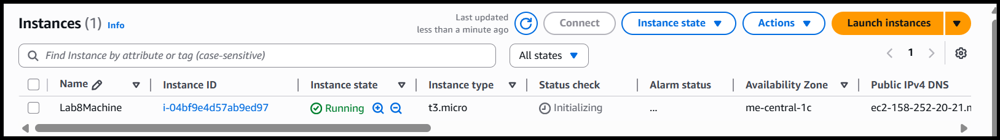 Instances (1) Info
Last updated
less than a minute ago
Connect
Instance state
Actions
Launch instances
Find Instance by attribute or tag (case-sensitive)
All states
1
Name Instance ID Instance state Instance type Status check Alarm status Availability Zone Public IPv4 DNS
Lab8Machine i-04bf9e4d57ab9ed97 Running t3.micro Initializing ... me-central-1c ec2-158-252-20-21.n